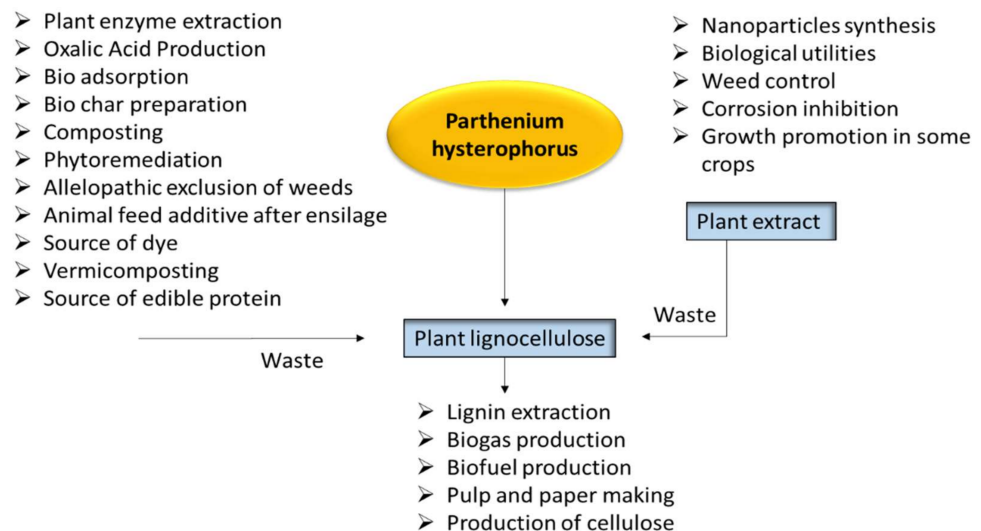 ➢ Plant enzyme extraction
➢ Oxalic Acid Production
➢ Bio adsorption
➢ Bio char preparation
➢ Composting
➢ Phytoremediation
➢ Allelopathic exclusion of weeds
➢ Animal feed additive after ensilage
➢ Source of dye
➢ Vermicomposting
➢ Source of edible protein
Waste
Parthenium
hysterophorus
➢ Nanoparticles synthesis
➢ Biological utilities
➢ Weed control
➢ Corrosion inhibition
➢ Growth promotion in some
crops
Plant extract
Waste
Plant lignocellulose
➢ Lignin extraction
➢ Biogas production
➢ Biofuel production
➢ Pulp and paper making
➢ Production of cellulose